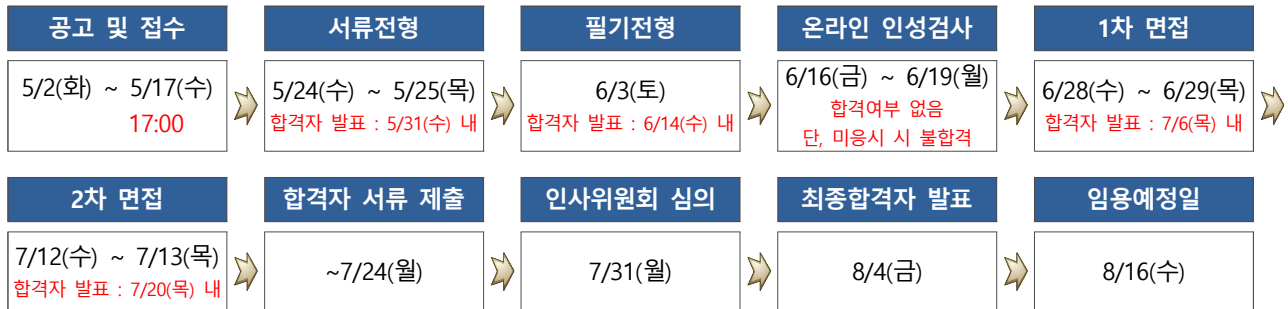 공고 및 접수
5/2(화) ~ 5/17(수)
17:00
서류전형
5/24(수) ~ 5/25(목)
합격자 발표 : 5/31(수) 내
필기전형
6/3(토)
합격자 발표 : 6/14(수) 내
온라인 인성검사
6/16(금) ~ 6/19(월)
합격여부 없음
단, 미응시 시 불합격
1차 면접
6/28(수) ~ 6/29(목)
합격자 발표 : 7/6(목) 내
2차 면접
7/12(수) ~ 7/13(목)
합격자 발표 : 7/20(목) 내
합격자 서류 제출
~7/24(월)
인사위원회 심의
7/31(월)
최종합격자 발표
8/4(금)
임용예정일
8/16(수)